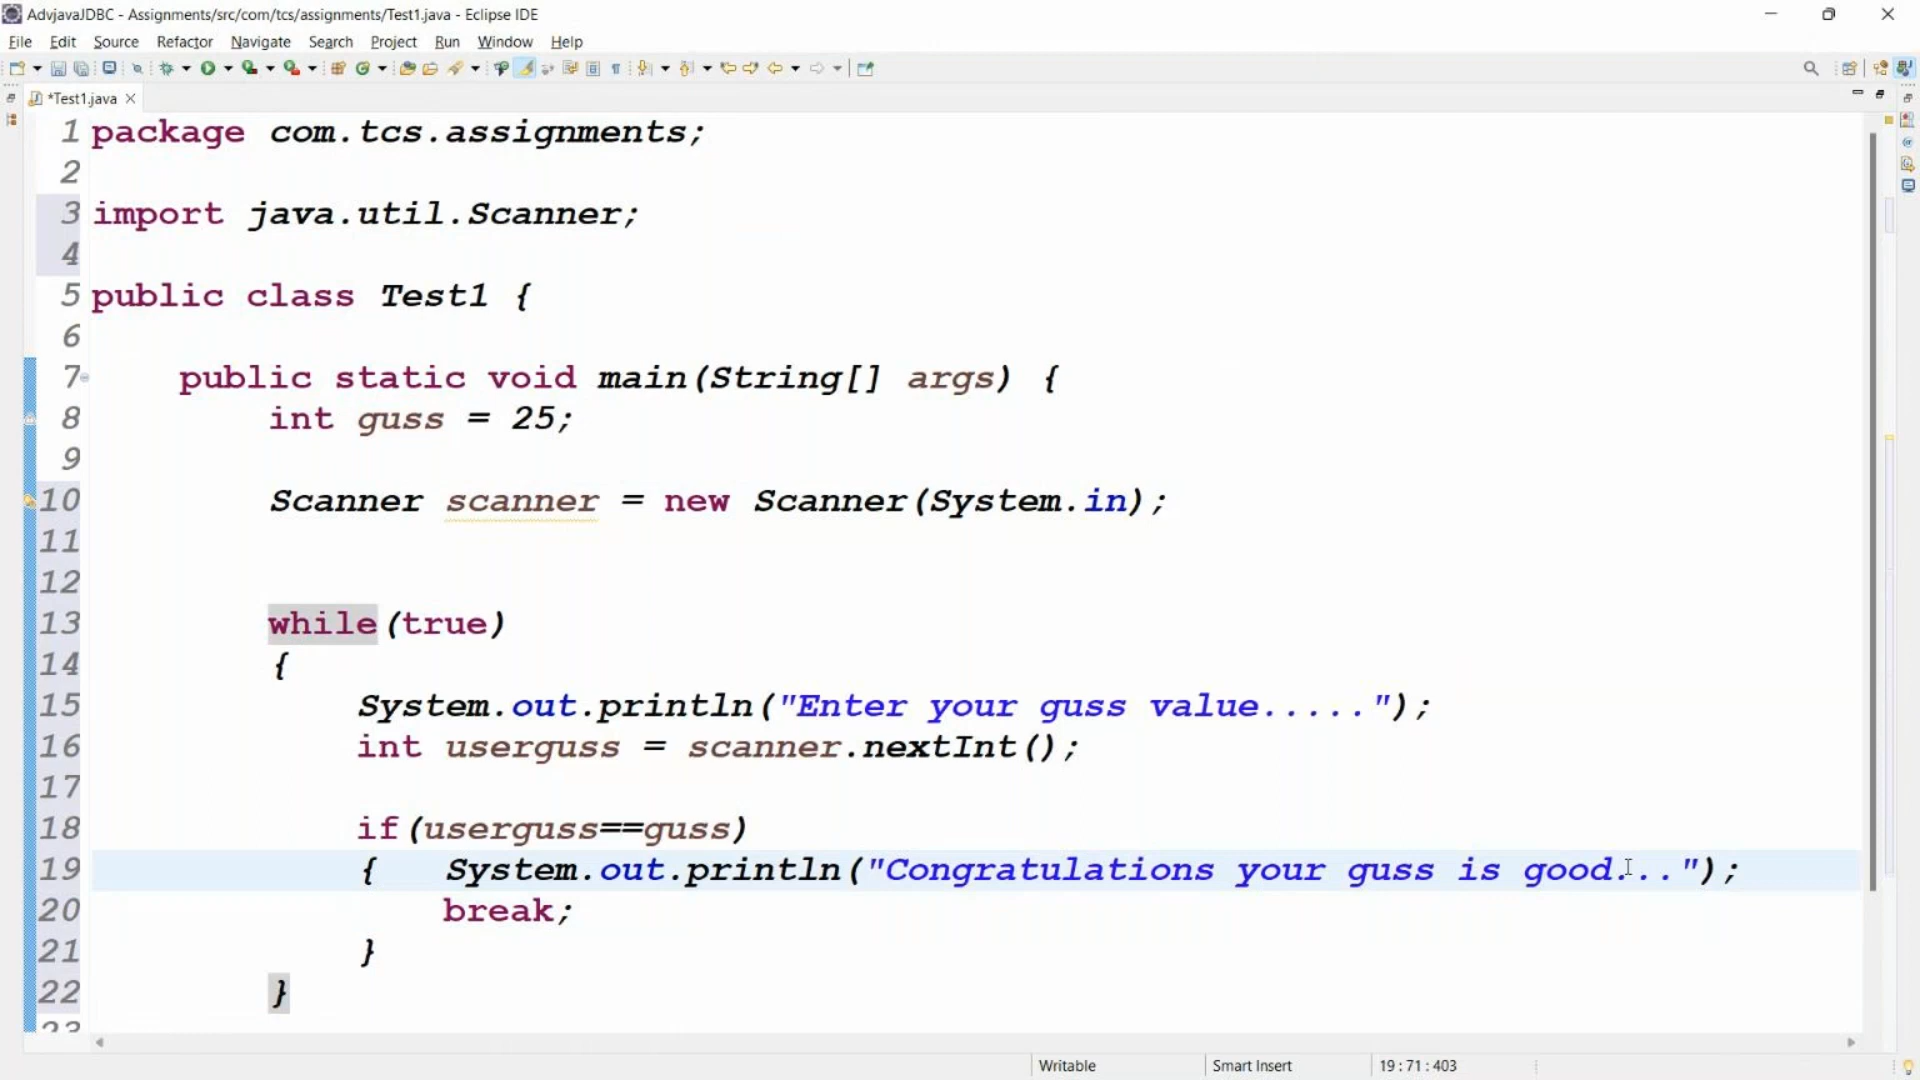 AdvjavaJDBC - Assignments/src/com/tcs/assignments/Test1.java - Eclipse IDE
File Edit Source Refactor Navigate Search Project Run Window Help
*Test1.java
1 package com.tcs.assignments;
2
3 import java.util.Scanner;
4
5 public class Test1 {
6
7 public static void main(String[] args) {
8 int guss = 25;
9
10 Scanner scanner = new Scanner(System.in);
11
12
13 while(true)
14 {
15 System.out.println("Enter your guss value.....");
16 int userguss = scanner.nextInt();
17
18 if(userguss==guss)
19 { System.out.println("Congratulations your guss is good....");
20 break;
21 }
22 }
23
Writable Smart Insert 19:71:403